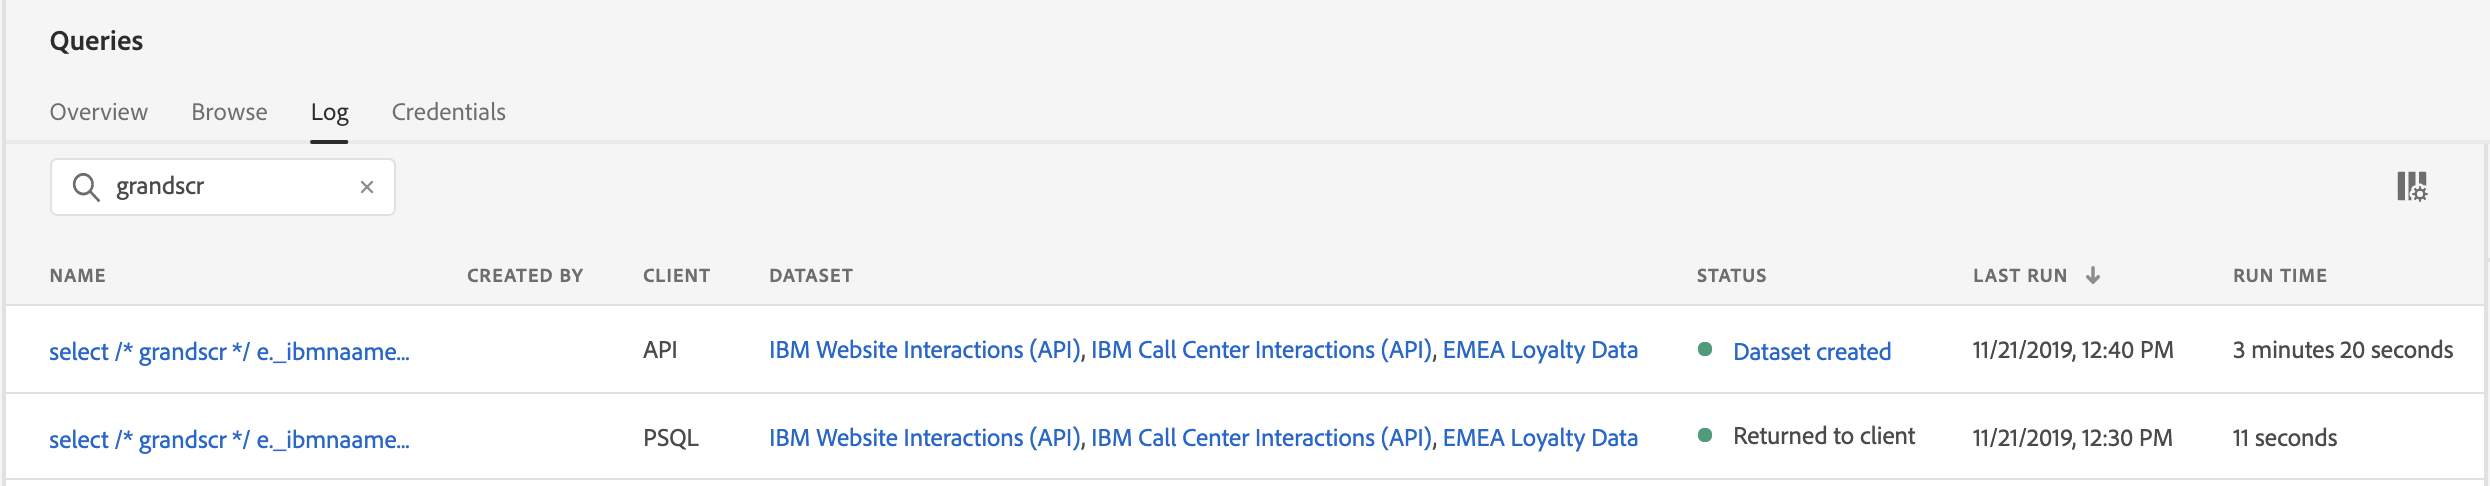 Queries
Overview Browse Log Credentials
grandscr
NAME CREATED BY CLIENT DATASET STATUS LAST RUN RUN TIME
select /* grandscr */ e._ibmnaame... API IBM Website Interactions (API), IBM Call Center Interactions (API), EMEA Loyalty Data Dataset created 11/21/2019, 12:40 PM 3 minutes 20 seconds
select /* grandscr */ e._ibmnaame... PSQL IBM Website Interactions (API), IBM Call Center Interactions (API), EMEA Loyalty Data Returned to client 11/21/2019, 12:30 PM 11 seconds